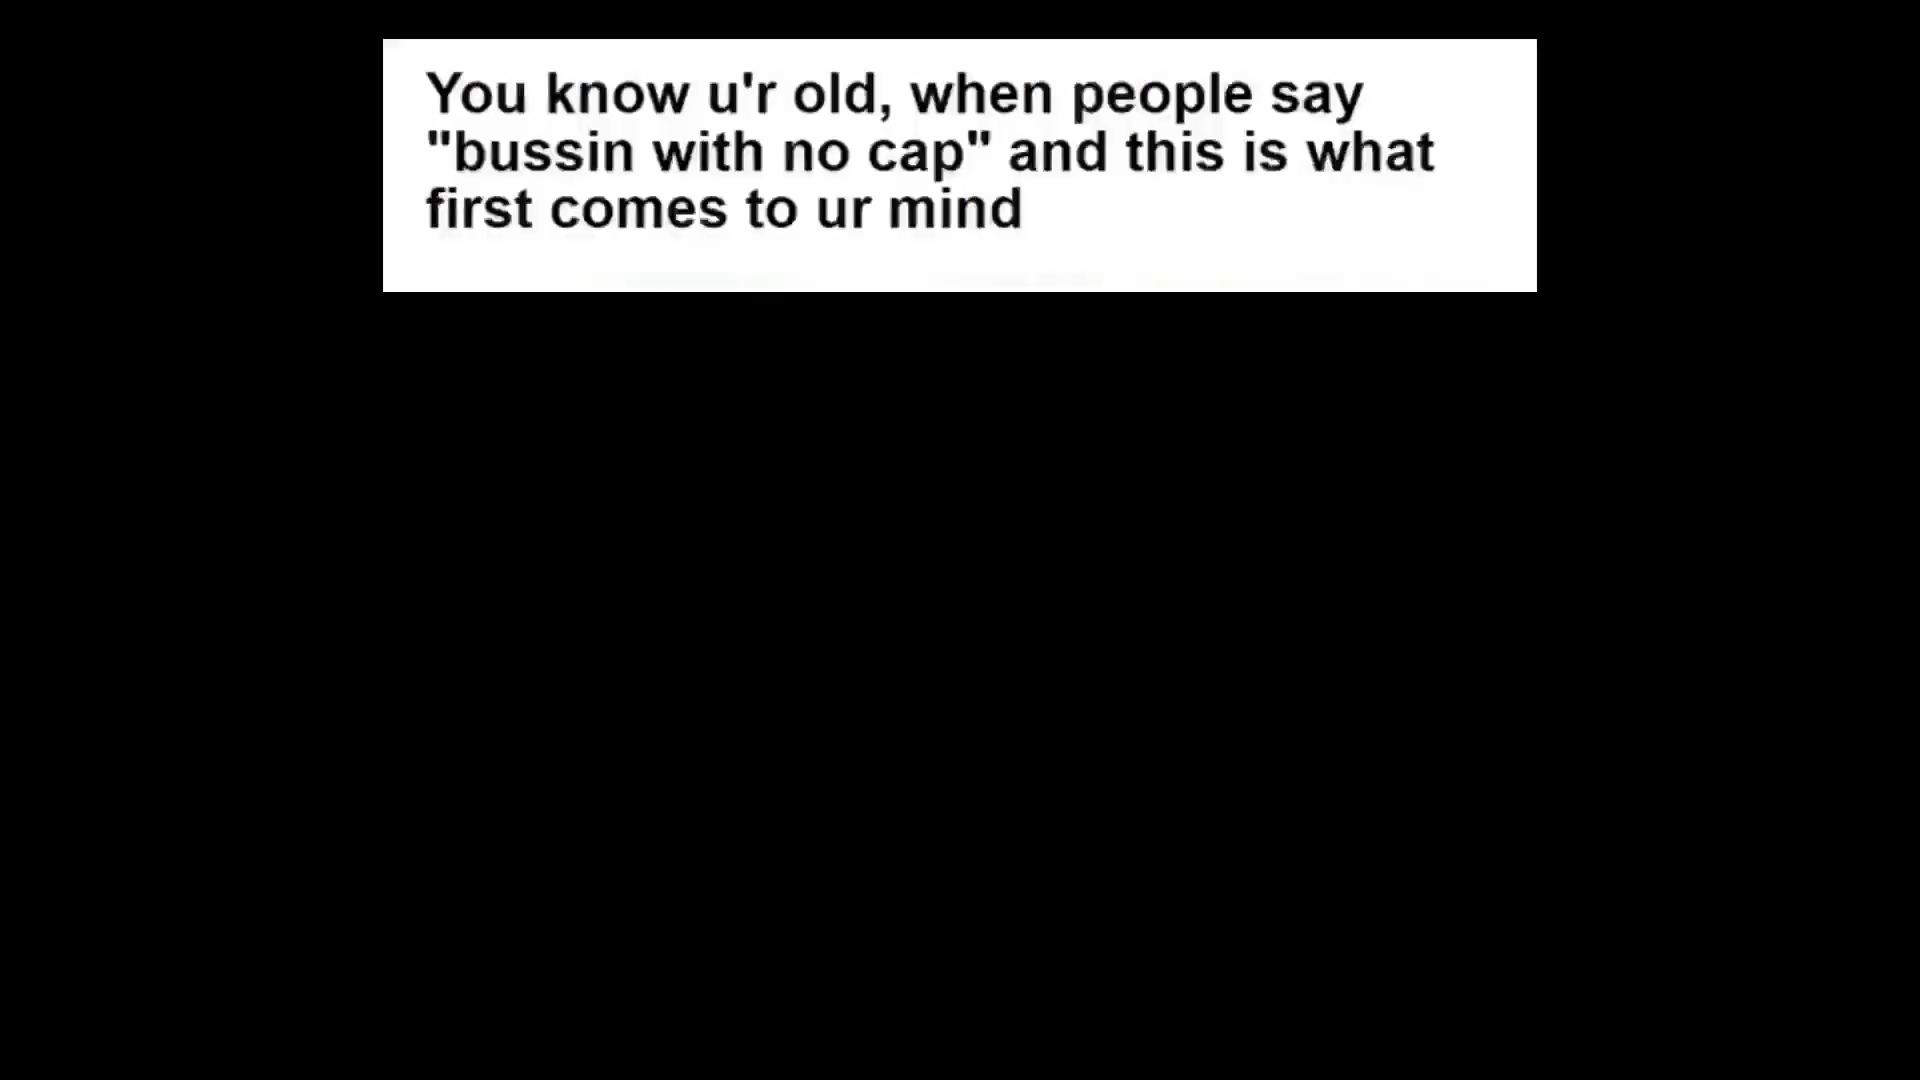 You know u'r old, when people say
"bussin with no cap" and this is what
first comes to ur mind